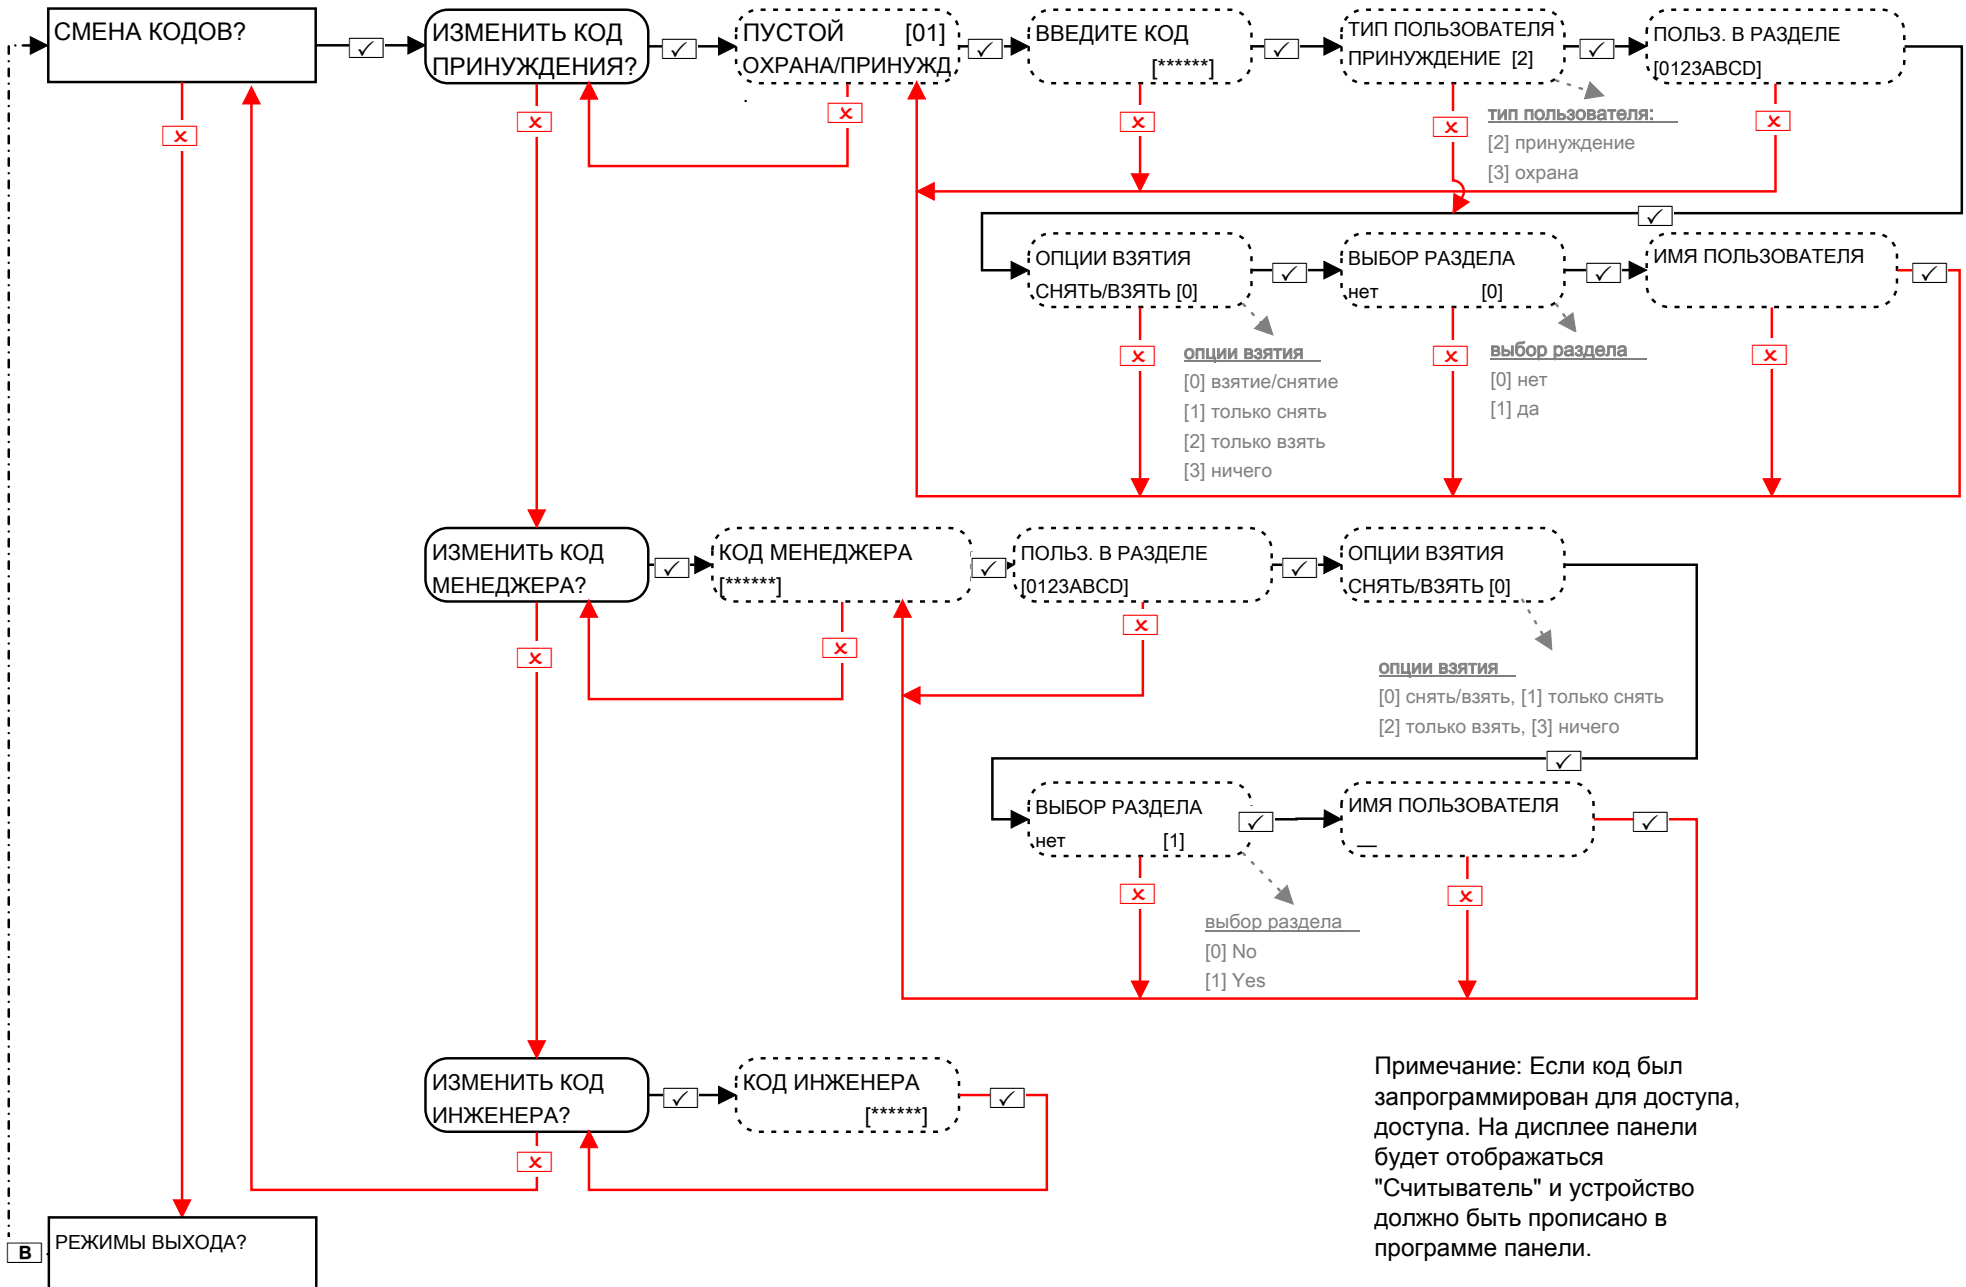 СМЕНА КОДОВ?
ИЗМЕНИТЬ КОД
ПРИНУЖДЕНИЯ?
ПУСТОЙ [01]
ОХРАНА/ПРИНУЖД
.
ВВЕДИТЕ КОД
[******]
ТИП ПОЛЬЗОВАТЕЛЯ
ПРИНУЖДЕНИЕ [2]
ПОЛЬЗ. В РАЗДЕЛЕ
[0123ABCD]
тип пользователя:
[2] принуждение
[3] охрана
ОПЦИИ ВЗЯТИЯ
СНЯТЬ/ВЗЯТЬ [0]
ВЫБОР РАЗДЕЛА
нет [0]
ИМЯ ПОЛЬЗОВАТЕЛЯ
опции взятия
[0] взятие/снятие
[1] только снять
[2] только взять
[3] ничего
выбор раздела
[0] нет
[1] да
ИЗМЕНИТЬ КОД
МЕНЕДЖЕРА?
КОД МЕНЕДЖЕРА
[******]
ПОЛЬЗ. В РАЗДЕЛЕ
[0123ABCD]
ОПЦИИ ВЗЯТИЯ
СНЯТЬ/ВЗЯТЬ [0]
опции взятия
[0] снять/взять, [1] только снять
[2] только взять, [3] ничего
ВЫБОР РАЗДЕЛА
нет [1]
ИМЯ ПОЛЬЗОВАТЕЛЯ
__
выбор раздела
[0] No
[1] Yes
ИЗМЕНИТЬ КОД
ИНЖЕНЕРА?
КОД ИНЖЕНЕРА
[******]
Примечание: Если код был
запрограммирован для доступа,
доступа. На дисплее панели
будет отображаться
"Считыватель" и устройство
должно быть прописано в
программе панели.
B
РЕЖИМЫ ВЫХОДА?